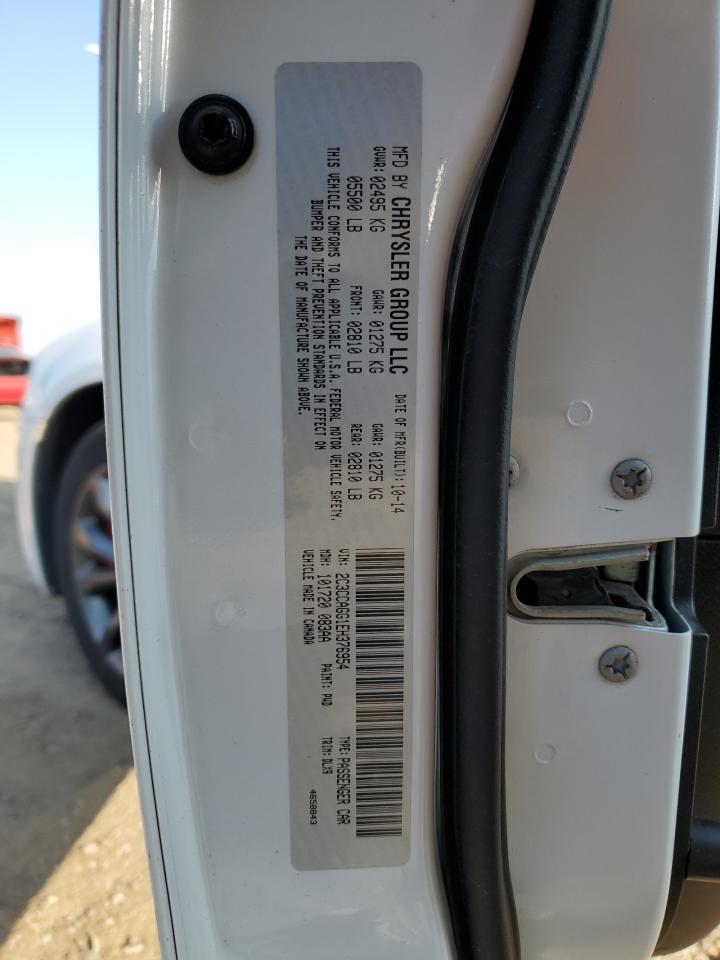 MFD BY CHRYSLER GROUP LLC DATE OF MFR(BUILT): 10-14
GVWR: 02495 KG GAWR: 01275 KG GAWR: 01275 KG
05500 LB FRONT: 02810 LB REAR: 02810 LB
THIS VEHICLE CONFORMS TO ALL APPLICABLE U.S.A. FEDERAL MOTOR VEHICLE SAFETY,
BUMPER AND THEFT PREVENTION STANDARDS IN EFFECT ON
THE DATE OF MANUFACTURE SHOWN ABOVE.
VIN: 2C3CCAGG1EH376954 TYPE: PASSENGER CAR
MDH: 101720 083AA PAINT: PWD TRIM: DLX9
VEHICLE MADE IN CANADA 4658843